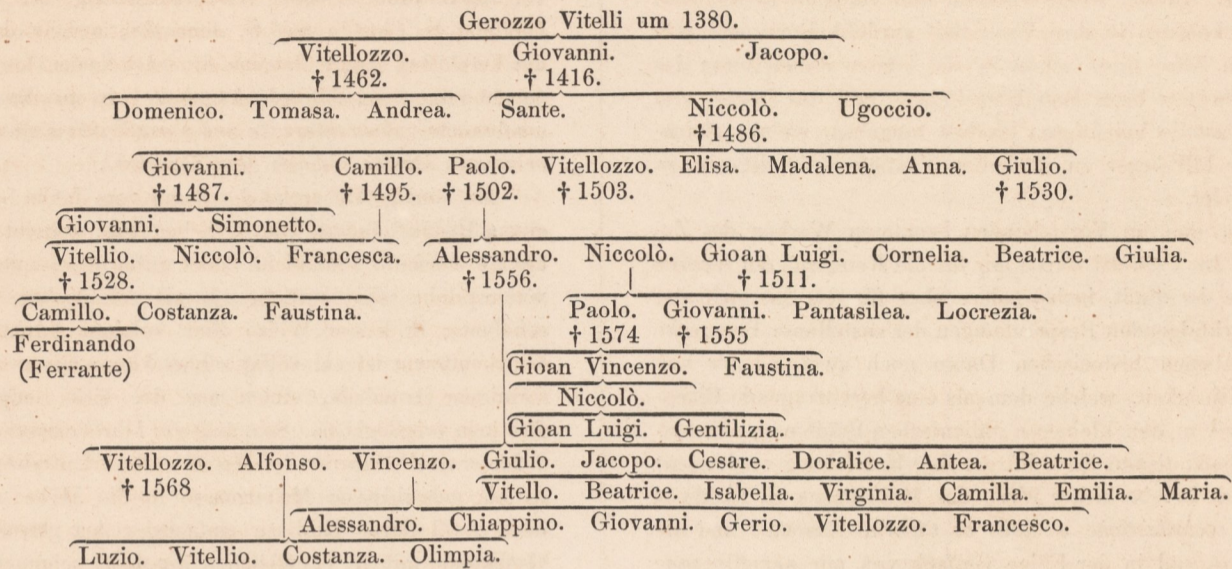 Gerozzo Vitelli um 1380.
Vitellozzo. Giovanni. Jacopo.
† 1462. † 1416.
Domenico. Tomasa. Andrea. Sante. Niccolò. Ugoccio.
† 1486.
Giovanni. Camillo. Paolo. Vitellozzo. Elisa. Madalena. Anna. Giulio.
† 1487. † 1495. † 1502. † 1503. † 1530.
Giovanni. Simonetto.
Vitellio. Niccolò. Francesca. Alessandro. Niccolò. Gioan Luigi. Cornelia. Beatrice. Giulia.
† 1528. † 1556. † 1511.
Camillo. Costanza. Faustina. Paolo. Giovanni. Pantasilea. Locrezia.
Ferdinando † 1574 † 1555
(Ferrante) Gioan Vincenzo. Faustina.
Niccolò.
Gioan Luigi. Gentilizia.
Vitellozzo. Alfonso. Vincenzo. Giulio. Jacopo. Cesare. Doralice. Antea. Beatrice.
† 1568 Vitello. Beatrice. Isabella. Virginia. Camilla. Emilia. Maria.
Alessandro. Chiappino. Giovanni. Gerio. Vitellozzo. Francesco.
Luzio. Vitellio. Costanza. Olimpia.